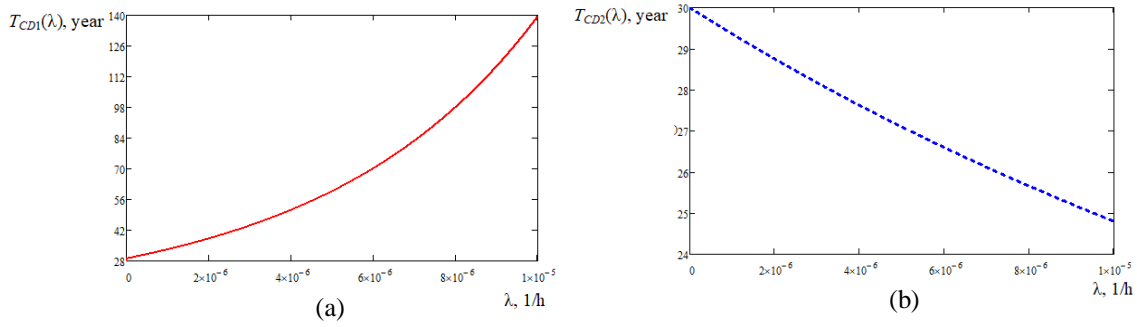 T_CD1(λ), year
140
126
112
98
84
70
56
42
28
0 2×10⁻⁶ 4×10⁻⁶ 6×10⁻⁶ 8×10⁻⁶ 1×10⁻⁵
λ, 1/h
(a)
T_CD2(λ), year
30
29
28
27
26
25
24
0 2×10⁻⁶ 4×10⁻⁶ 6×10⁻⁶ 8×10⁻⁶ 1×10⁻⁵
λ, 1/h
(b)